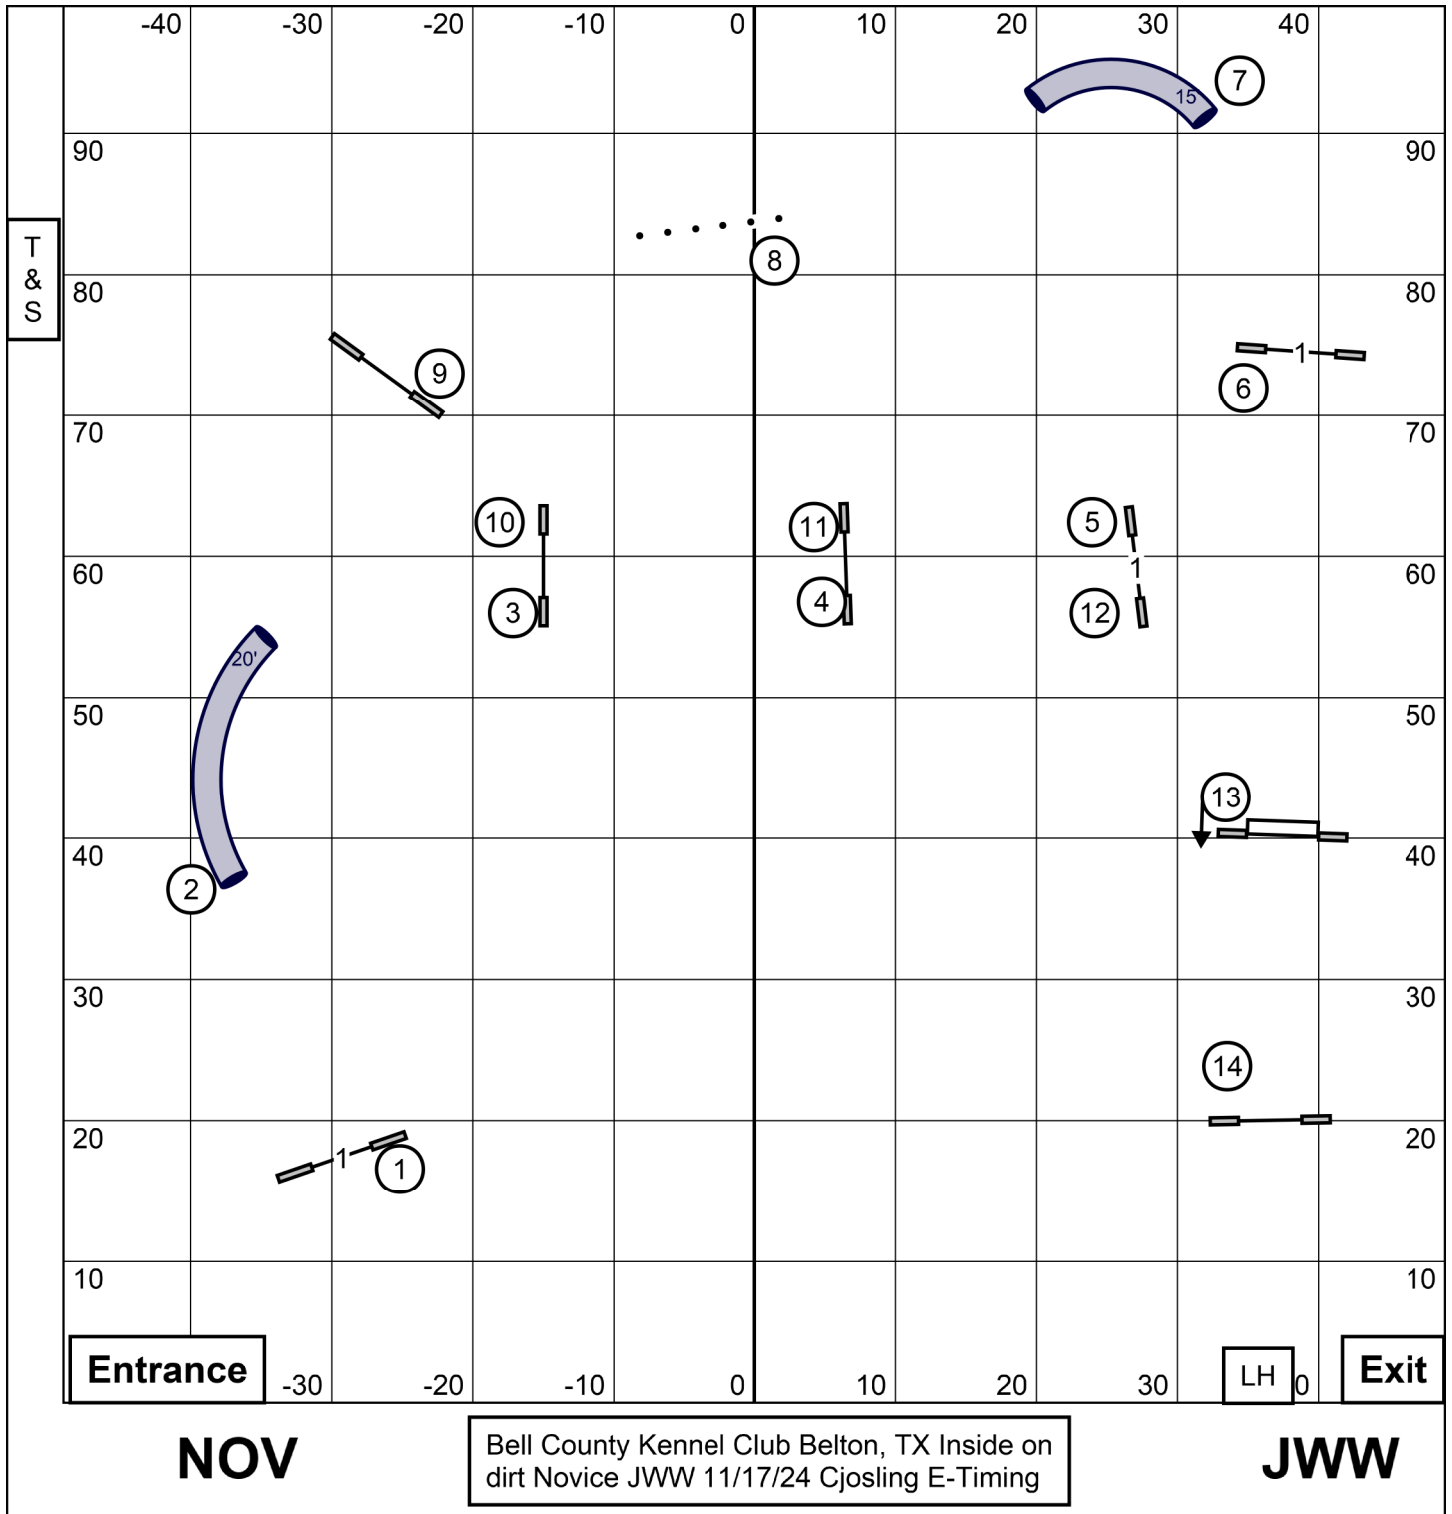 -40 -30 -20 -10 0 10 20 30 40
7
15
90 90
T
&
S
8
80 80
9
1
6
70 70
10 11 5
60 1 60
3 4 12
20'
50 50
13
40 40
2
30 30
14
20 20
1
1
10 10
Entrance -30 -20 -10 0 10 20 30 LH 0 Exit
NOV
Bell County Kennel Club Belton, TX Inside on
dirt Novice JWW 11/17/24 Cjosling E-Timing
JWW